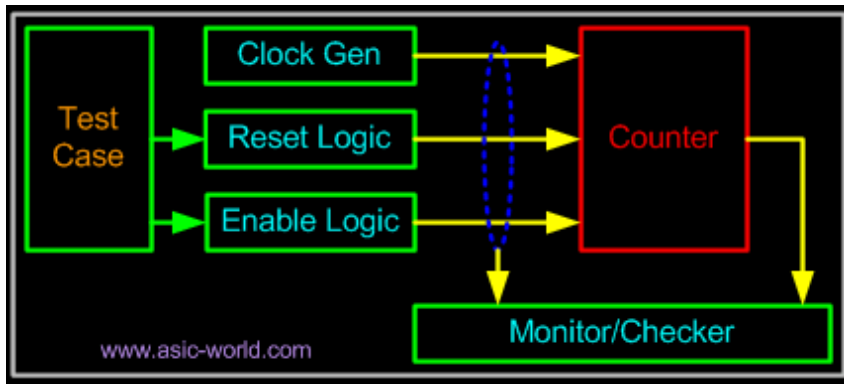 Clock Gen
Test
Case
Reset Logic
Counter
Enable Logic
Monitor/Checker
www.asic-world.com